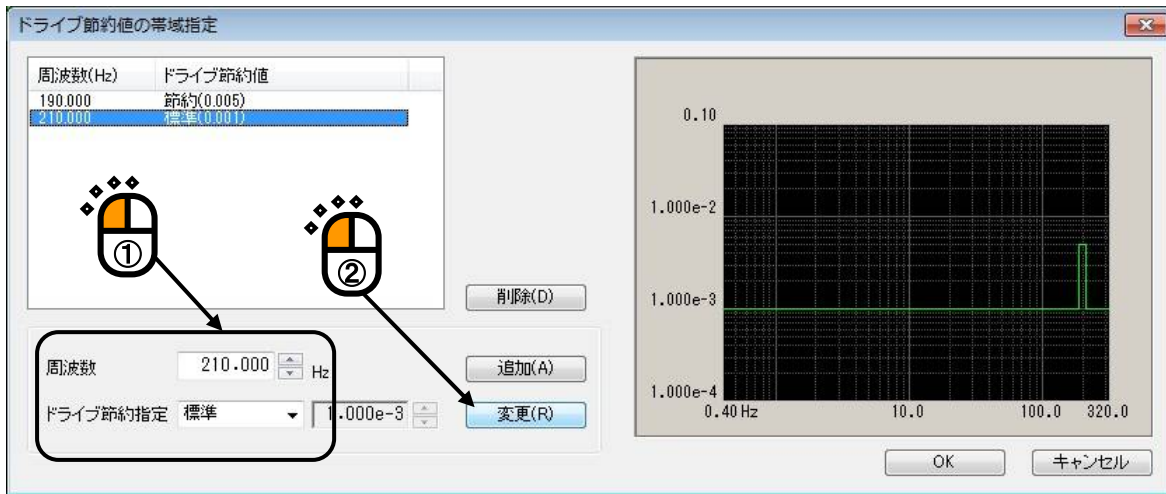 ドライブ節約値の帯域指定
周波数(Hz) ドライブ節約値
190.000 節約(0.005)
210.000 標準(0.001)
①
②
削除(D)
周波数 210.000 Hz
追加(A)
ドライブ節約指定 標準 1.000e-3
変更(R)
0.10
1.000e-2
1.000e-3
1.000e-4
0.40 Hz 10.0 100.0 320.0
OK キャンセル